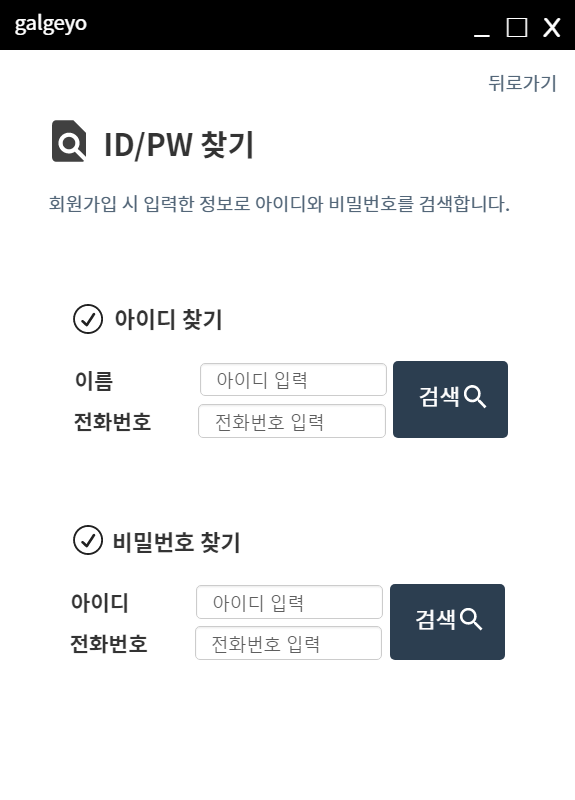 galgeyo
뒤로가기
ID/PW 찾기
회원가입 시 입력한 정보로 아이디와 비밀번호를 검색합니다.
아이디 찾기
이름 아이디 입력
검색
전화번호 전화번호 입력
비밀번호 찾기
아이디 아이디 입력
검색
전화번호 전화번호 입력